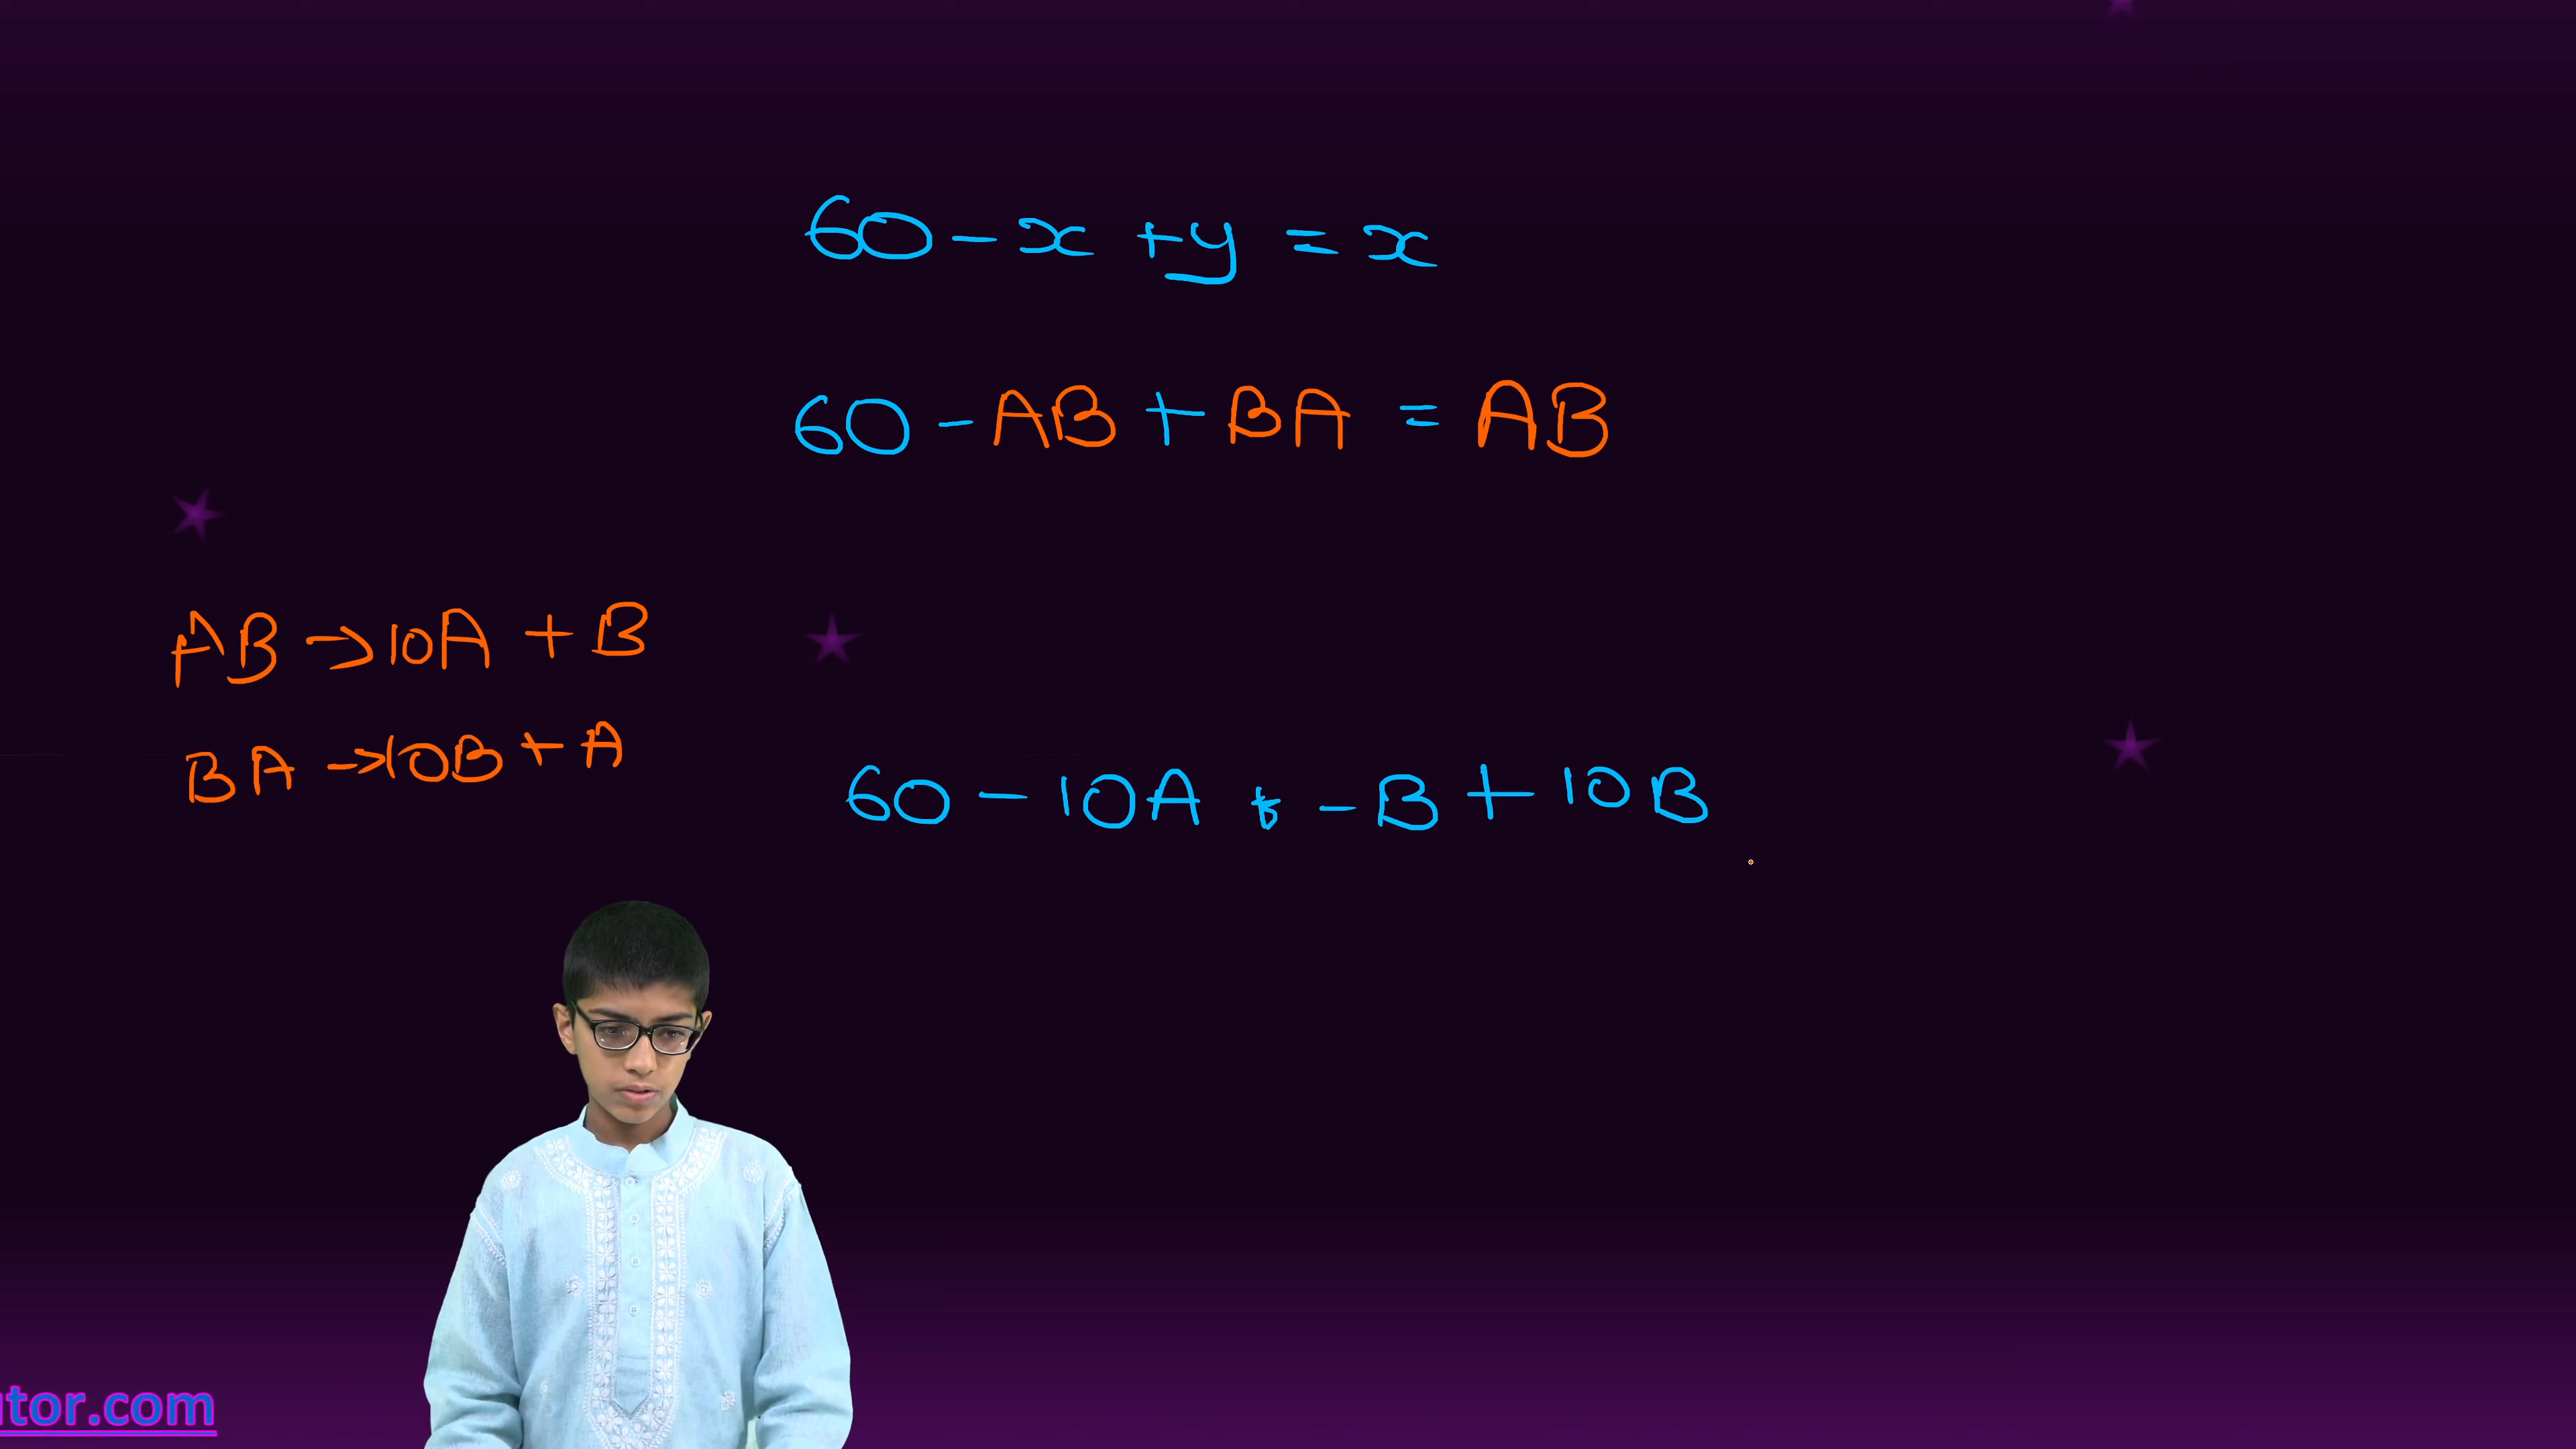 60 - x + y = x
60 - AB + BA = AB
AB → 10A + B
BA → 10B + A
60 - 10A - B + 10B
tor.com